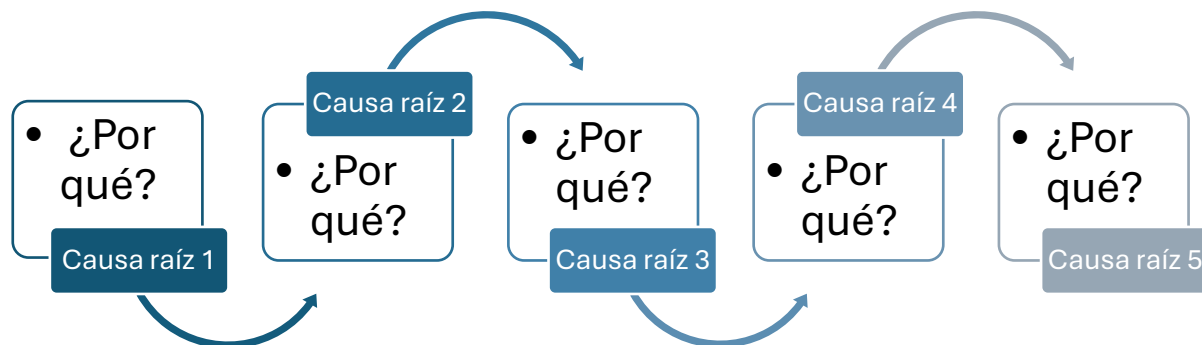 • ¿Por
qué?
Causa raíz 1
Causa raíz 2
• ¿Por
qué?
• ¿Por
qué?
Causa raíz 3
Causa raíz 4
• ¿Por
qué?
• ¿Por
qué?
Causa raíz 5